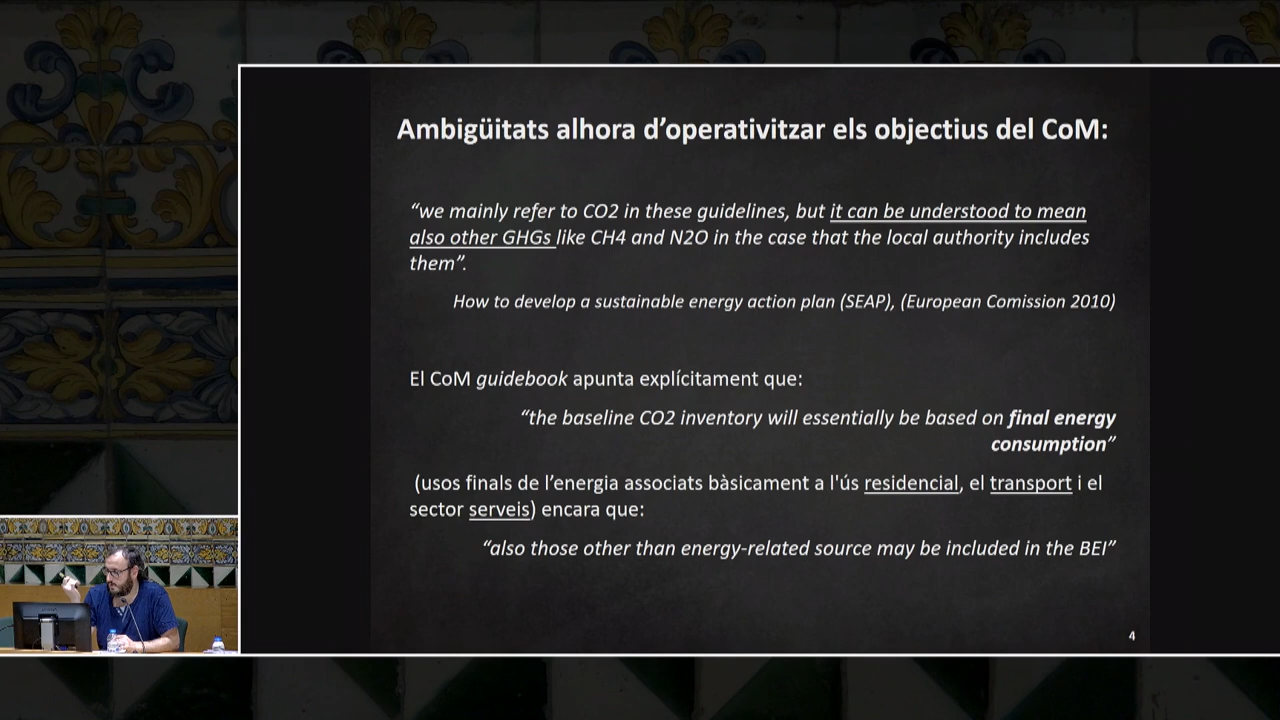 Ambigüitats alhora d’operativitzar els objectius del CoM:
“we mainly refer to CO2 in these guidelines, but it can be understood to mean
also other GHGs like CH4 and N2O in the case that the local authority includes
them”.
How to develop a sustainable energy action plan (SEAP), (European Comission 2010)
El CoM guidebook apunta explícitament que:
“the baseline CO2 inventory will essentially be based on final energy
consumption”
(usos finals de l’energia associats bàsicament a l'ús residencial, el transport i el
sector serveis) encara que:
“also those other than energy-related source may be included in the BEI”
4